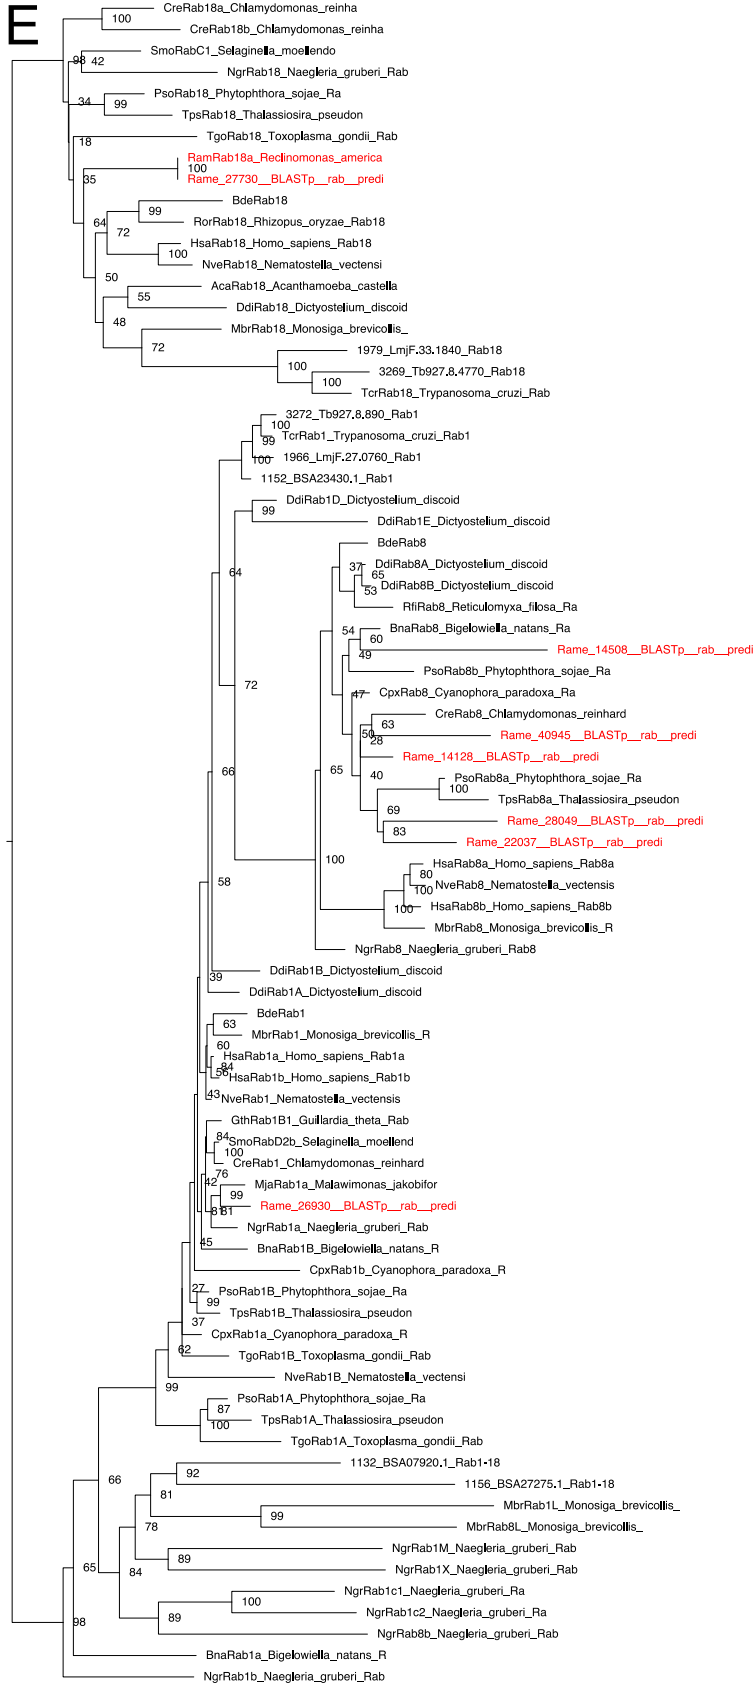 E
CreRab18a_Chlamydomonas_reinha
100
CreRab18b_Chlamydomonas_reinha
SmoRabC1_Selaginella_moellendo
98 42
NgrRab18_Naegleria_gruberi_Rab
PsoRab18_Phytophthora_sojae_Ra
34 99
TpsRab18_Thalassiosira_pseudon
TgoRab18_Toxoplasma_gondii_Rab
18
RamRab18a_Reclinomonas_america
100
35 Rame_27730__BLASTp__rab__predi
BdeRab18
99
RorRab18_Rhizopus_oryzae_Rab18
64
72
HsaRab18_Homo_sapiens_Rab18
100
NveRab18_Nematostella_vectensi
50
AcaRab18_Acanthamoeba_castella
55
DdiRab18_Dictyostelium_discoid
48
MbrRab18_Monosiga_brevicollis_
72
1979_LmjF.33.1840_Rab18
100
3269_Tb927.8.4770_Rab18
100
TcrRab18_Trypanosoma_cruzi_Rab
3272_Tb927.8.890_Rab1
100
TcrRab1_Trypanosoma_cruzi_Rab1
99
1966_LmjF.27.0760_Rab1
100
1152_BSA23430.1_Rab1
DdiRab1D_Dictyostelium_discoid
99
DdiRab1E_Dictyostelium_discoid
BdeRab8
DdiRab8A_Dictyostelium_discoid
37 65
64
DdiRab8B_Dictyostelium_discoid
53
RfiRab8_Reticulomyxa_filosa_Ra
BnaRab8_Bigelowiella_natans_Ra
54 60
Rame_14508__BLASTp__rab__predi
49
PsoRab8b_Phytophthora_sojae_Ra
72
CpxRab8_Cyanophora_paradoxa_Ra
47
CreRab8_Chlamydomonas_reinhard
63
50 Rame_40945__BLASTp__rab__predi
28
Rame_14128__BLASTp__rab__predi
66 65
40
PsoRab8a_Phytophthora_sojae_Ra
100
TpsRab8a_Thalassiosira_pseudon
69
Rame_28049__BLASTp__rab__predi
83
Rame_22037__BLASTp__rab__predi
100
HsaRab8a_Homo_sapiens_Rab8a
80
58
NveRab8_Nematostella_vectensis
100
HsaRab8b_Homo_sapiens_Rab8b
100
MbrRab8_Monosiga_brevicollis_R
NgrRab8_Naegleria_gruberi_Rab8
DdiRab1B_Dictyostelium_discoid
39
DdiRab1A_Dictyostelium_discoid
BdeRab1
63
MbrRab1_Monosiga_brevicollis_R
60
HsaRab1a_Homo_sapiens_Rab1a
84
56
HsaRab1b_Homo_sapiens_Rab1b
43
NveRab1_Nematostella_vectensis
GthRab1B1_Guillardia_theta_Rab
84
SmoRabD2b_Selaginella_moellend
100
CreRab1_Chlamydomonas_reinhard
76
42
MjaRab1a_Malawimonas_jakobifor
99
Rame_26930__BLASTp__rab__predi
81 81
NgrRab1a_Naegleria_gruberi_Rab
45
BnaRab1B_Bigelowiella_natans_R
CpxRab1b_Cyanophora_paradoxa_R
27
PsoRab1B_Phytophthora_sojae_Ra
99
TpsRab1B_Thalassiosira_pseudon
37
CpxRab1a_Cyanophora_paradoxa_R
62
TgoRab1B_Toxoplasma_gondii_Rab
NveRab1B_Nematostella_vectensi
99
PsoRab1A_Phytophthora_sojae_Ra
87
TpsRab1A_Thalassiosira_pseudon
100
TgoRab1A_Toxoplasma_gondii_Rab
1132_BSA07920.1_Rab1-18
92
66
1156_BSA27275.1_Rab1-18
81
MbrRab1L_Monosiga_brevicollis_
99
78
MbrRab8L_Monosiga_brevicollis_
NgrRab1M_Naegleria_gruberi_Rab
89
65 84
NgrRab1X_Naegleria_gruberi_Rab
NgrRab1c1_Naegleria_gruberi_Ra
100
NgrRab1c2_Naegleria_gruberi_Ra
98 89
NgrRab8b_Naegleria_gruberi_Rab
BnaRab1a_Bigelowiella_natans_R
NgrRab1b_Naegleria_gruberi_Rab